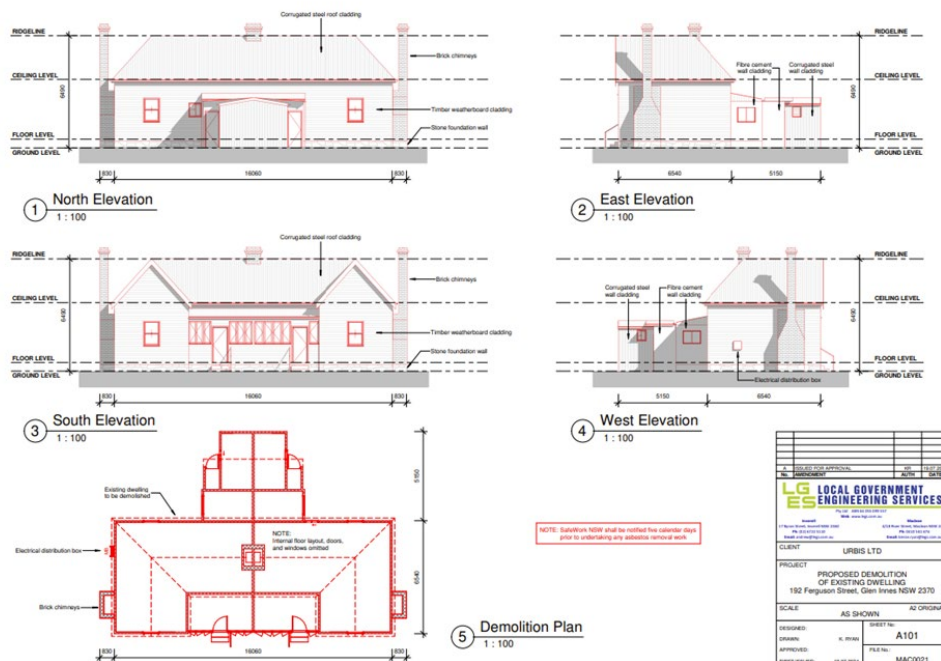 Corrugated steel roof cladding
RIDGELINE
CEILING LEVEL
6490
FLOOR LEVEL
GROUND LEVEL
Brick chimneys
Timber weatherboard cladding
Stone foundation wall
830
16060
830
1
North Elevation
1 : 100
RIDGELINE
CEILING LEVEL
FLOOR LEVEL
GROUND LEVEL
Fibre cement
wall cladding
Corrugated steel
wall cladding
6490
6540
5150
2
East Elevation
1 : 100
Corrugated steel roof cladding
RIDGELINE
CEILING LEVEL
6490
FLOOR LEVEL
GROUND LEVEL
Brick chimneys
Timber weatherboard cladding
Stone foundation wall
830
16060
830
3
South Elevation
1 : 100
RIDGELINE
CEILING LEVEL
FLOOR LEVEL
GROUND LEVEL
Corrugated steel
wall cladding
Fibre cement
wall cladding
6490
Electrical distribution box
5150
6540
4
West Elevation
1 : 100
Existing dwelling
to be demolished
Electrical distribution box
Brick chimneys
NOTE:
Internal floor layout, doors,
and windows omitted
5150
6540
830
16060
830
5
Demolition Plan
1 : 100
NOTE: SafeWork NSW shall be notified five calendar days
prior to undertaking any asbestos removal work
A ISSUED FOR APPROVAL
No. AMENDMENT AUTH DATE
LGES
LOCAL GOVERNMENT
ENGINEERING SERVICES
CLIENT
URBIS LTD
PROJECT
PROPOSED DEMOLITION
OF EXISTING DWELLING
192 Ferguson Street, Glen Innes NSW 2370
SCALE
AS SHOWN
A2 ORIGINA
DESIGNED:
SHEET No:
DRAWN: K. RYAN
A101
APPROVED:
FILE No.:
MAC0021